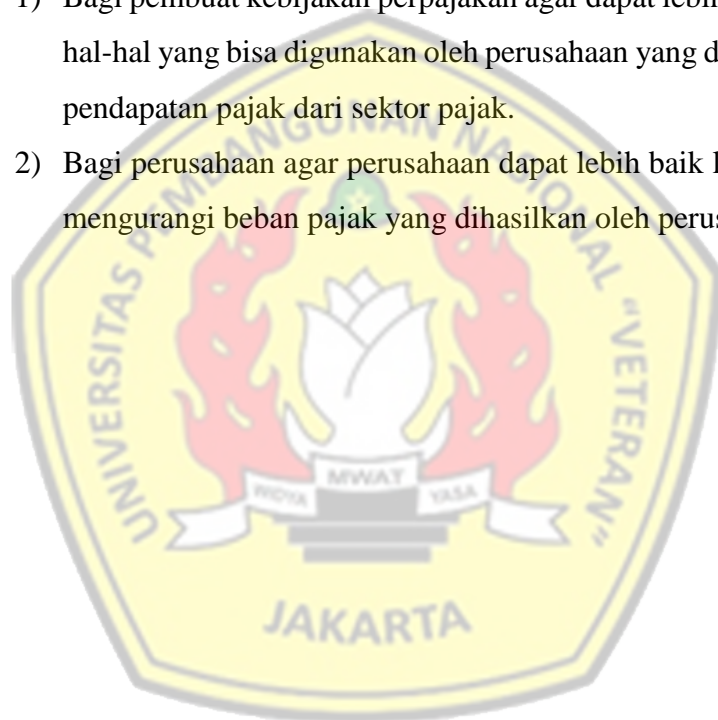 1) Bagi pembuat kebijakan perpajakan agar dapat lebih
hal-hal yang bisa digunakan oleh perusahaan yang
pendapatan pajak dari sektor pajak.
2) Bagi perusahaan agar perusahaan dapat lebih baik
mengurangi beban pajak yang dihasilkan oleh
UNIVERSITAS PEMBANGUNAN NASIONAL "VETERAN"
WIDYA MWAT YASA
JAKARTA